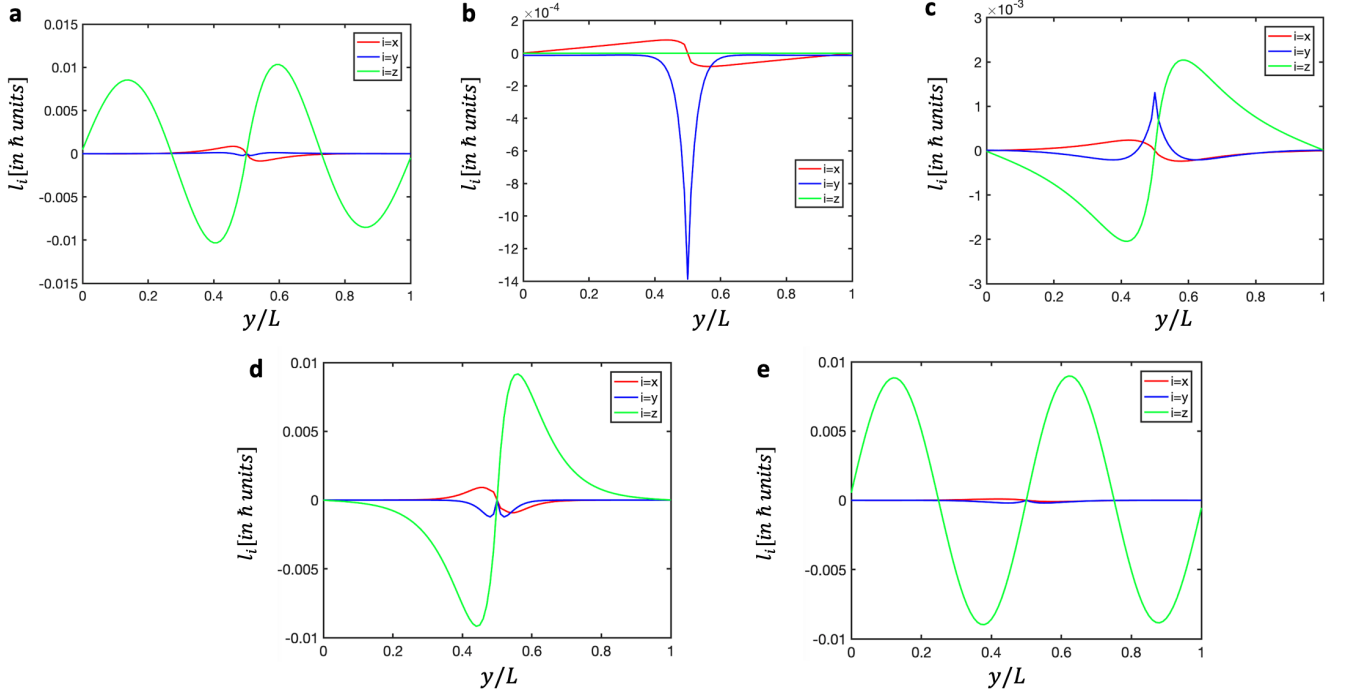 a
0.015
0.01
0.005
0
-0.005
-0.01
-0.015
l_i[in ℏ units]
i=x
i=y
i=z
0 0.2 0.4 0.6 0.8 1
y/L
b
×10⁻⁴
2
0
-2
-4
-6
-8
-10
-12
-14
l_i[in ℏ units]
i=x
i=y
i=z
0 0.2 0.4 0.6 0.8 1
y/L
c
×10⁻³
3
2
1
0
-1
-2
-3
l_i[in ℏ units]
i=x
i=y
i=z
0 0.2 0.4 0.6 0.8 1
y/L
d
0.01
0.005
0
-0.005
-0.01
l_i[in ℏ units]
i=x
i=y
i=z
0 0.2 0.4 0.6 0.8 1
y/L
e
0.01
0.005
0
-0.005
-0.01
l_i[in ℏ units]
i=x
i=y
i=z
0 0.2 0.4 0.6 0.8 1
y/L